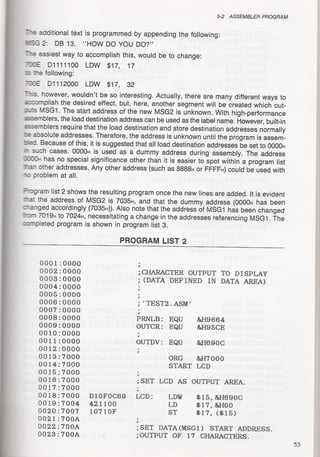 5-2 ASSEMBLER PROGRAM
The additional text is programmed by appending the following:
MSG 2: DB 13, "HOW DO YOU DO?"
The easiest way to accomplish this, would be to change:
700E D1111100 LDW $17, 17
to the following:
700E D1112000 LDW $17, 32
This, however, wouldn't be so interesting. Actually, there are many different ways to
accomplish the desired effect, but, here, another segment will be created which out-
puts MSG1. The start address of the new MSG2 is unknown. With high-performance
assemblers, the load destination address can be used as the label name. However, built-in
assemblers require that the load destination and store destination addresses normally
be absolute addresses. Therefore, the address is unknown until the program is assem-
bled. Because of this, it is suggested that all load destination addresses be set to 0000H
in such cases. 0000H is used as a dummy address during assembly. The address
0000H has no special significance other than it is easier to spot within a program list
than other addresses. Any other address (such as 8888H or FFFFH) could be used with
no problem at all.
Program list 2 shows the resulting program once the new lines are added. It is evident
that the address of MSG2 is 7035H, and that the dummy address (0000H has been
changed accordingly (7035H)). Also note that the address of MSG1 has been changed
from 7019H to 7024H, necessitating a change in the addresses referencing MSG1. The
completed program is shown in program list 3.
PROGRAM LIST 2
0001:0000 ;
0002:0000 ;CHARACTER OUTPUT TO DISPLAY
0003:0000 ; (DATA DEFINED IN DATA AREA)
0004:0000 ;
0005:0000 ;
0006:0000 ; 'TEST2.ASM'
0007:0000 ;
0008:0000 PRNLB: EQU &H9664
0009:0000 OUTCR: EQU &H95CE
0010:0000 ;
0011:0000 OUTDV: EQU &H690C
0012:0000 ;
0013:7000 ORG &H7000
0014:7000 START LCD
0015:7000 ;
0016:7000 ;SET LCD AS OUTPUT AREA.
0017:7000 ;
0018:7000 D10F0C69 LCD: LDW $15,&H690C
0019:7004 421100 LD $17,&H00
0020:7007 10710F ST $17,($15)
0021:700A ;
0022:700A ;SET DATA(MSG1) START ADDRESS.
0023:700A ;OUTPUT OF 17 CHARACTERS.
53